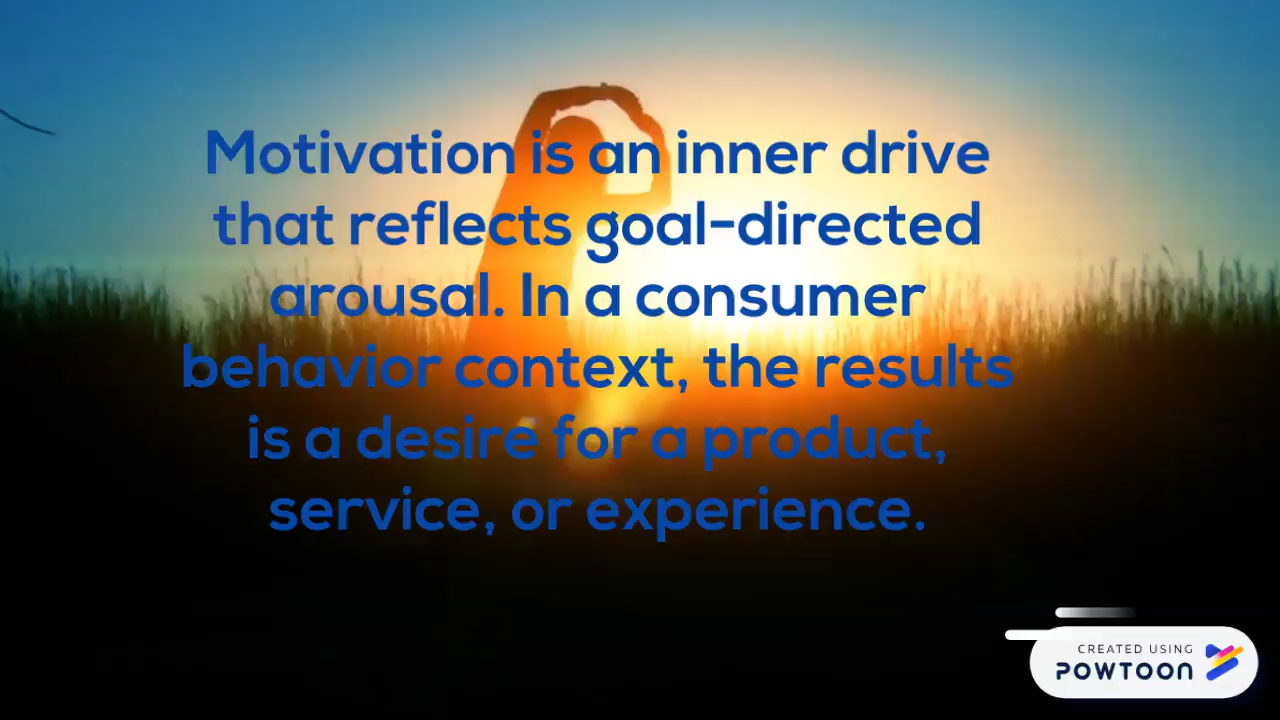 Motivation is an inner drive
that reflects goal-directed
arousal. In a consumer
behavior context, the results
is a desire for a product,
service, or experience.
CREATED USING
POWTOON